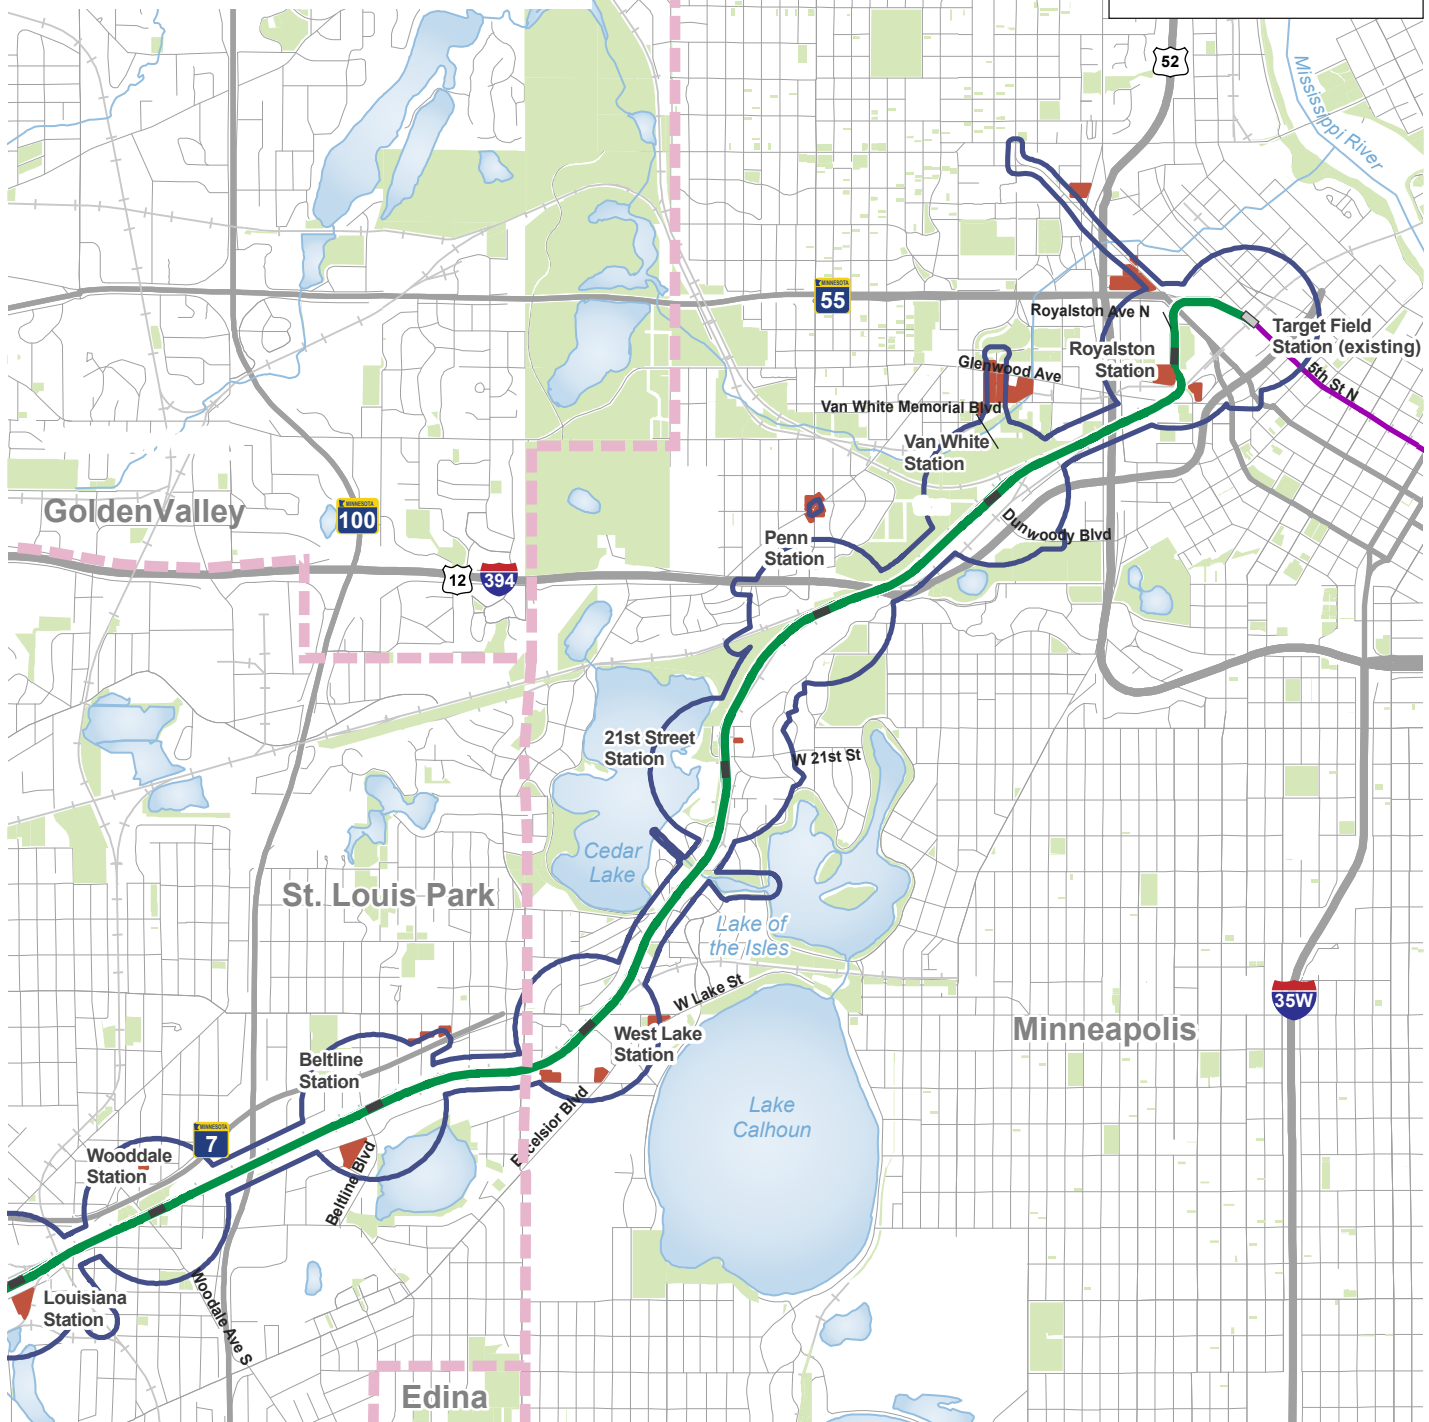 52
Mississippi River
MINNESOTA
55
Royalston Ave N
Target Field
Station (existing)
Royalston
Station
5th St N
Glenwood Ave
Van White Memorial Blvd
Van White
Station
GoldenValley
MINNESOTA
100
Dunwoody Blvd
Penn
Station
12
394
21st Street
Station
W 21st St
Cedar
Lake
St. Louis Park
Lake of
the Isles
W Lake St
35W
Minneapolis
West Lake
Station
Beltline
Station
Excelsior Blvd
Lake
Calhoun
MINNESOTA
7
Wooddale
Station
Beltline Blvd
Louisiana
Station
Woodale Ave S
Edina